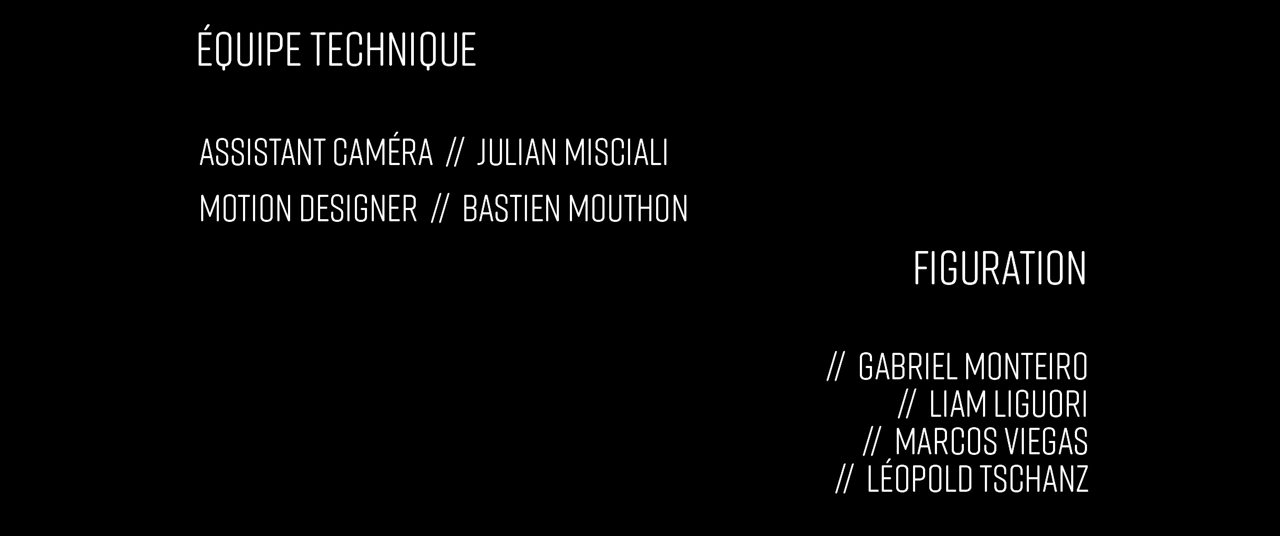 ÉQUIPE TECHNIQUE
ASSISTANT CAMÉRA // JULIAN MISCIALI
MOTION DESIGNER // BASTIEN MOUTHON
FIGURATION
// GABRIEL MONTEIRO
// LIAM LIGUORI
// MARCOS VIEGAS
// LÉOPOLD TSCHANZ